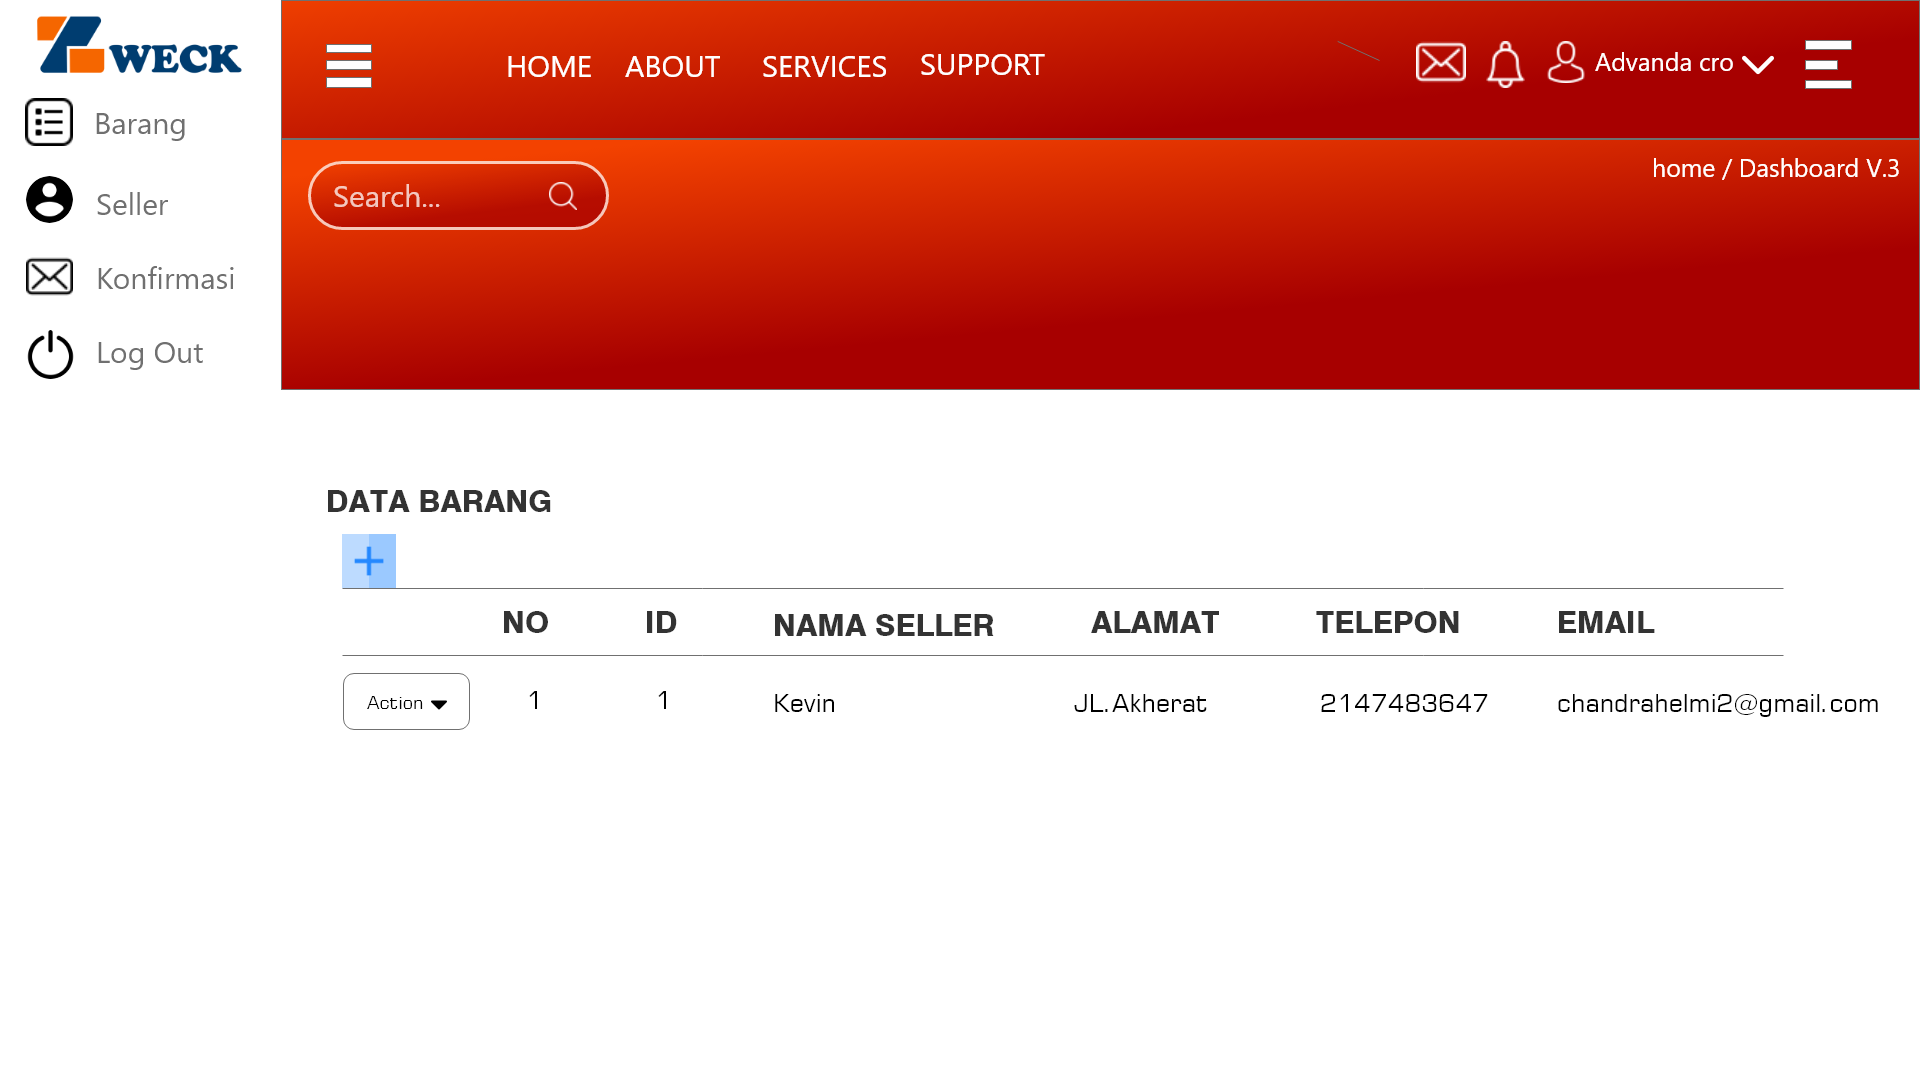 WECK
Barang
Seller
Konfirmasi
Log Out
HOME ABOUT SERVICES SUPPORT
Advanda cro
Search...
home / Dashboard V.3
DATA BARANG
NO ID NAMA SELLER ALAMAT TELEPON EMAIL
Action 1 1 Kevin JL.Akherat 2147483647 chandrahelmi2@gmail.com